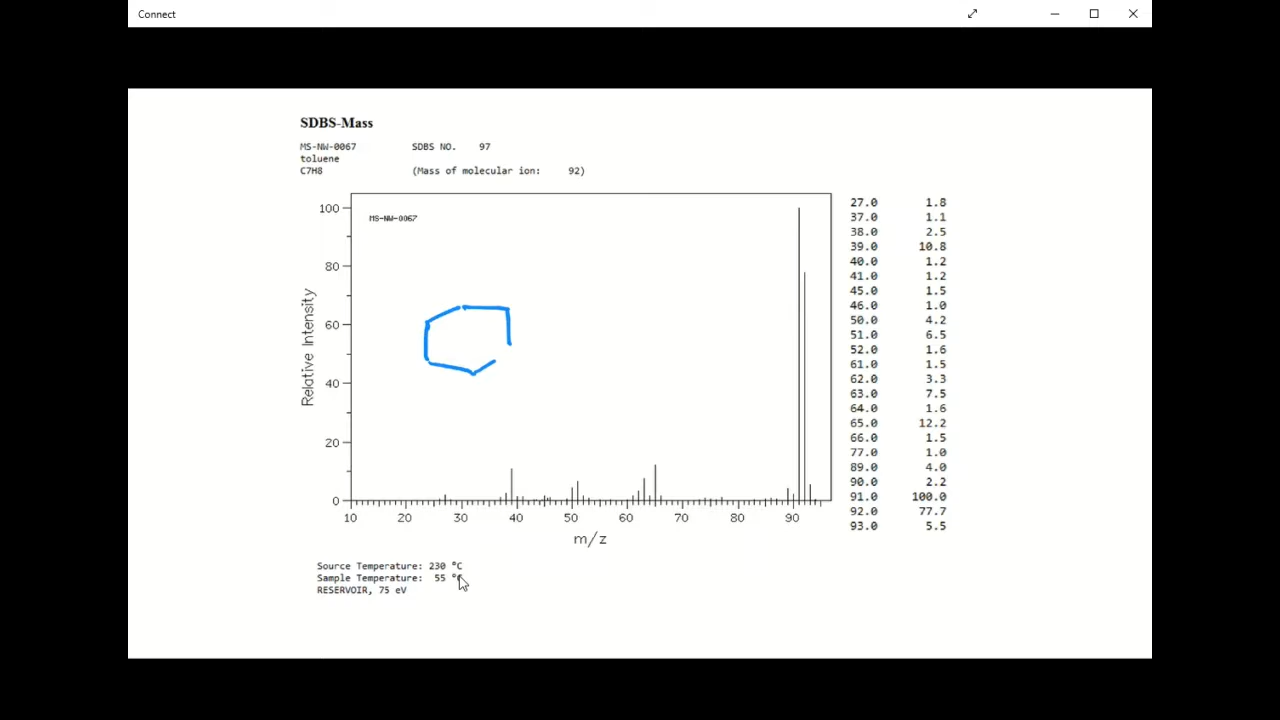 Connect
SDBS-Mass
MS-NW-0067 SDBS NO. 97
toluene
C7H8 (Mass of molecular ion: 92)
MS-NW-0067
100
80
60
40
20
0
Relative Intensity
10 20 30 40 50 60 70 80 90
m/z
27.0 1.8
37.0 1.1
38.0 2.5
39.0 10.8
40.0 1.2
41.0 1.2
45.0 1.5
46.0 1.0
50.0 4.2
51.0 6.5
52.0 1.6
61.0 1.5
62.0 3.3
63.0 7.5
64.0 1.6
65.0 12.2
66.0 1.5
77.0 1.0
89.0 4.0
90.0 2.2
91.0 100.0
92.0 77.7
93.0 5.5
Source Temperature: 230 °C
Sample Temperature: 55 °C
RESERVOIR, 75 eV